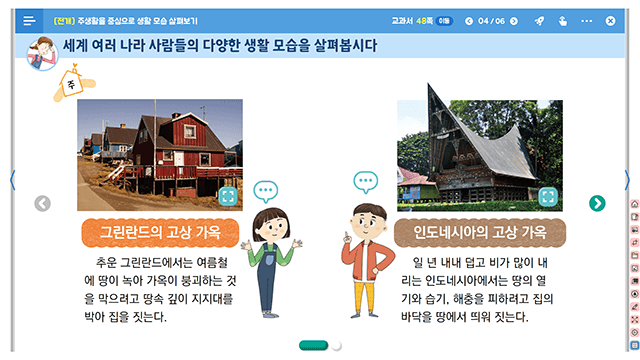 [전개] 주생활을 중심으로 생활 모습 살펴보기
교과서 48쪽 이동
04 / 06
세계 여러 나라 사람들의 다양한 생활 모습을 살펴봅시다
주
그린란드의 고상 가옥
추운 그린란드에서는 여름철
에 땅이 녹아 가옥이 붕괴하는 것
을 막으려고 땅속 깊이 지지대를
박아 집을 짓는다.
인도네시아의 고상 가옥
일 년 내내 덥고 비가 많이 내
리는 인도네시아에서는 땅의 열
기와 습기, 해충을 피하려고 집의
바닥을 땅에서 띄워 짓는다.